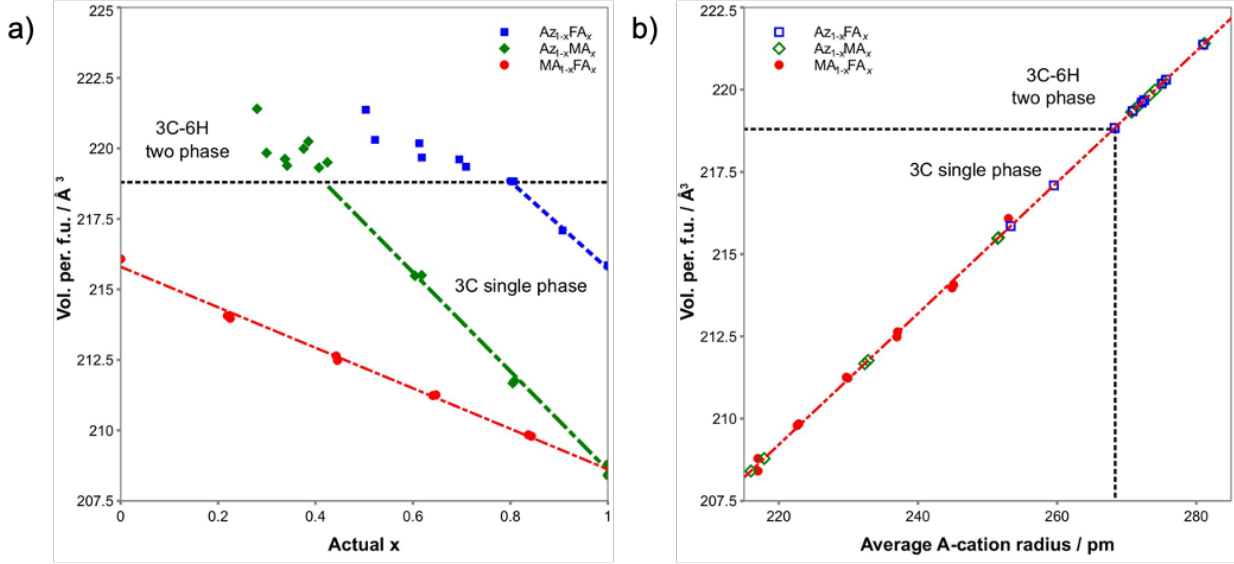 a)
225
222.5
220
217.5
215
212.5
210
207.5
Vol. per. f.u. / Å ³
0
0.2
0.4
0.6
0.8
1
Actual x
Az₁₋ₓFAₓ
Az₁₋ₓMAₓ
MA₁₋ₓFAₓ
3C-6H
two phase
3C single phase
b)
222.5
220
217.5
215
212.5
210
207.5
Vol. per. f.u. / Å³
220
240
260
280
Average A-cation radius / pm
Az₁₋ₓFAₓ
Az₁₋ₓMAₓ
MA₁₋ₓFAₓ
3C-6H
two phase
3C single phase